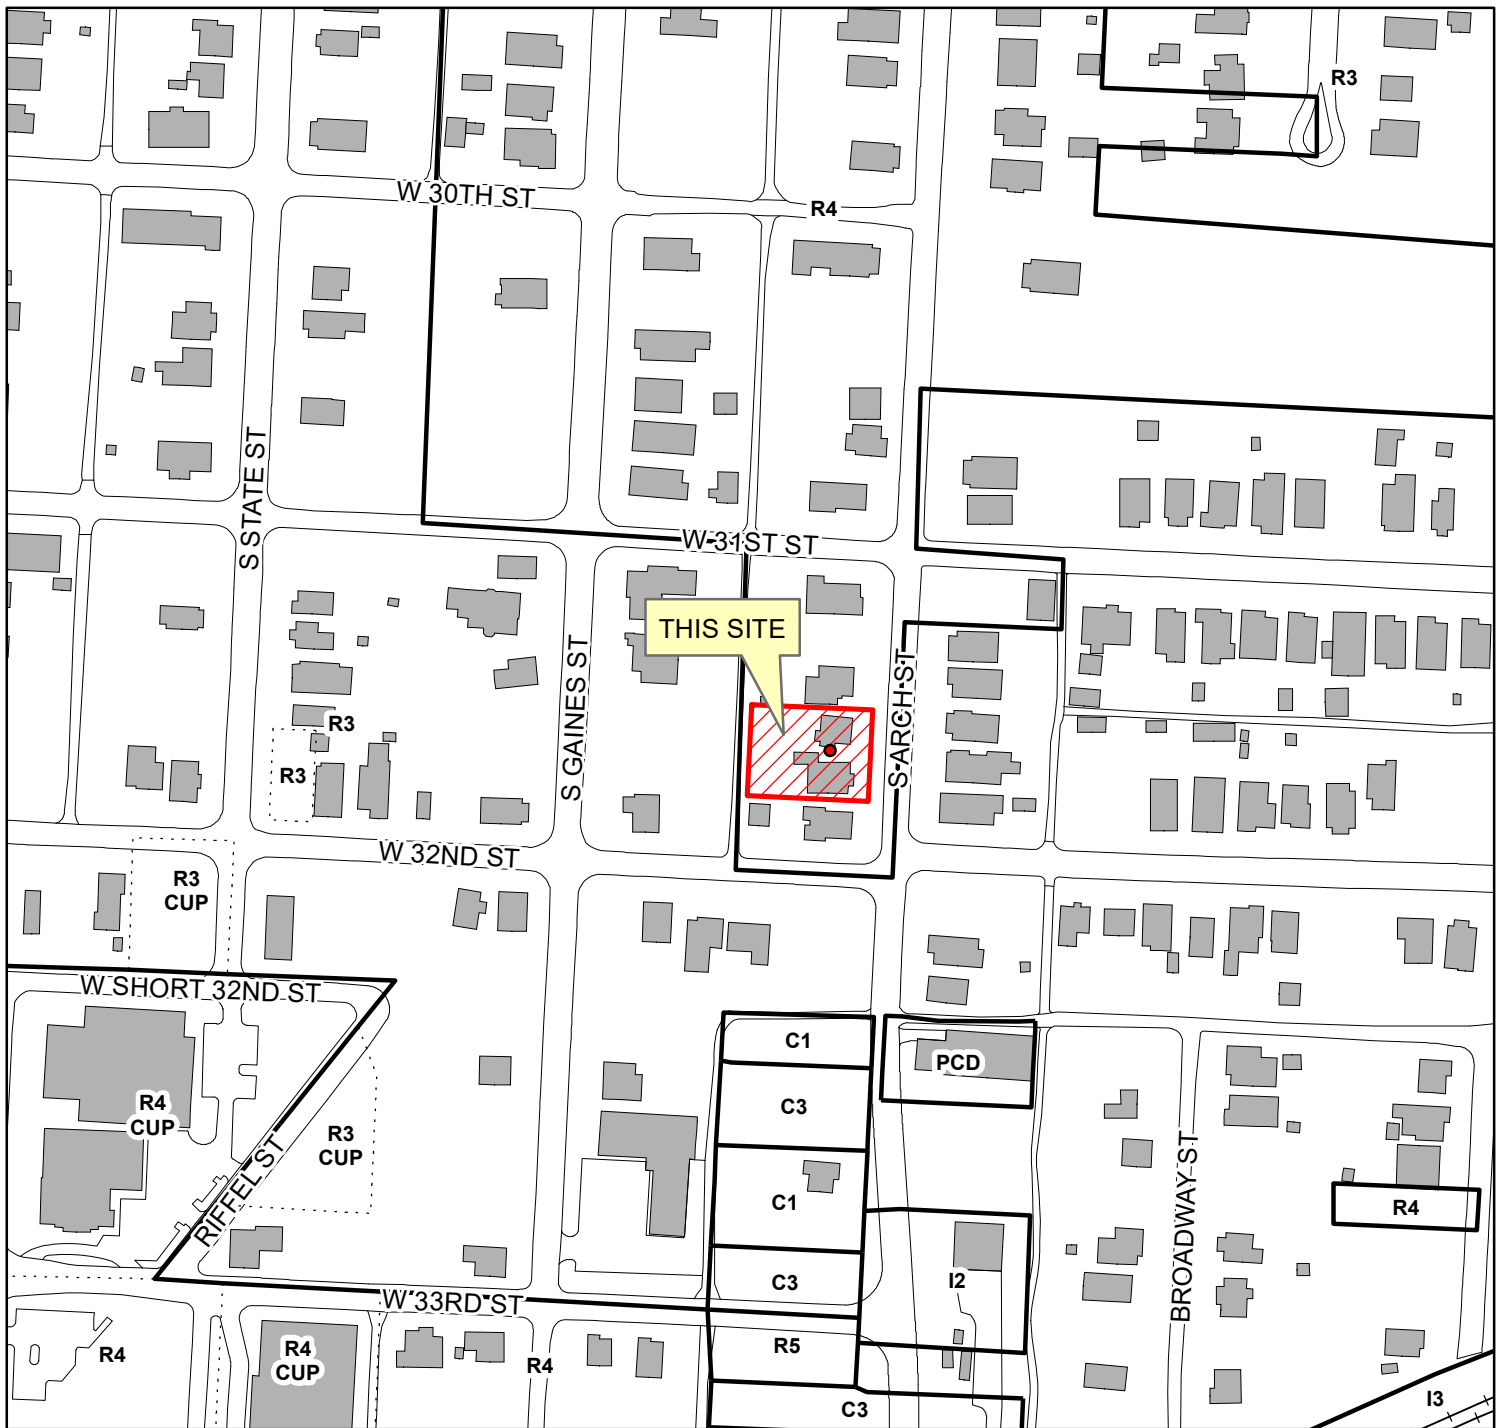 R3
W 30TH ST
R4
S STATE ST
W 31ST ST
THIS SITE
S GAINES ST
S ARCH ST
R3
R3
W 32ND ST
R3
CUP
W SHORT 32ND ST
C1
PCD
R4
CUP
C3
R3
CUP
RIFFEL ST
C1
BROADWAY ST
R4
C3
I2
W 33RD ST
R4
R4
CUP
R4
R5
I3
C3